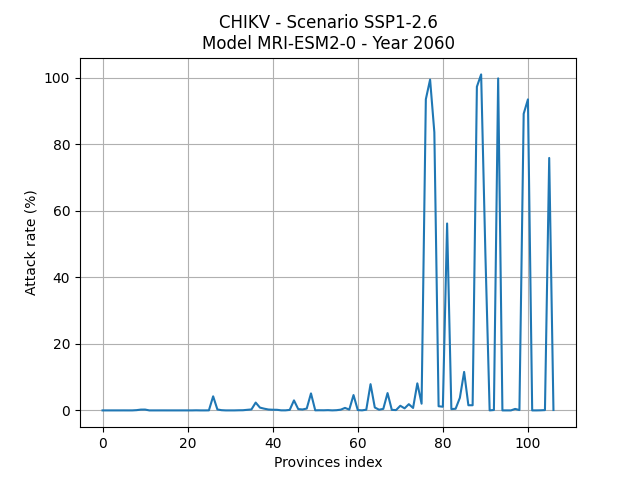 CHIKV - Scenario SSP1-2.6
Model MRI-ESM2-0 - Year 2060
100
80
60
40
20
0
Attack rate (%)
0 20 40 60 80 100
Provinces index